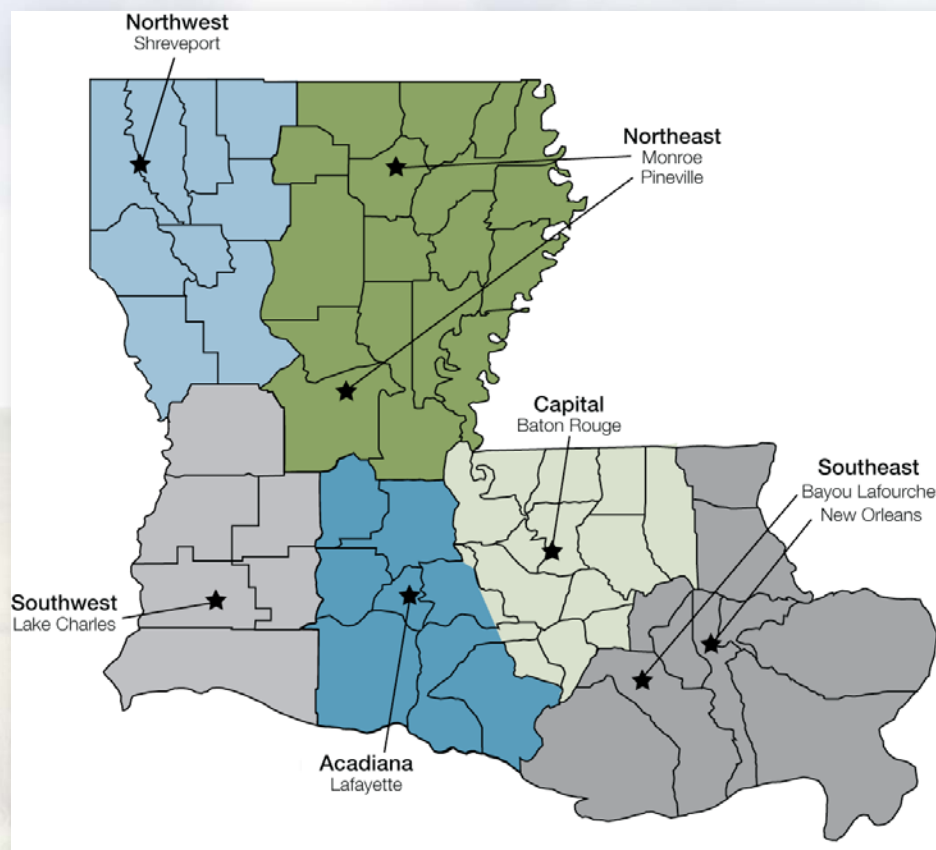 Northwest
Shreveport
Northeast
Monroe
Pineville
Capital
Baton Rouge
Southeast
Bayou Lafourche
New Orleans
Southwest
Lake Charles
Acadiana
Lafayette